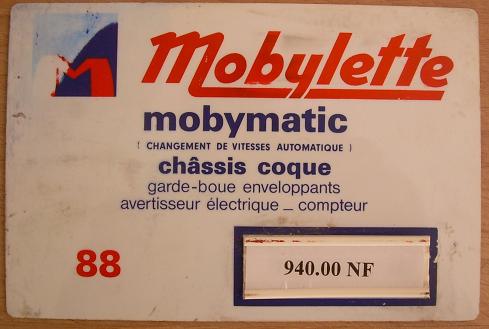 M
Mobylette
mobymatic
( CHANGEMENT DE VITESSES AUTOMATIQUE )
châssis coque
garde-boue enveloppants
avertisseur électrique _ compteur
88
940.00 NF